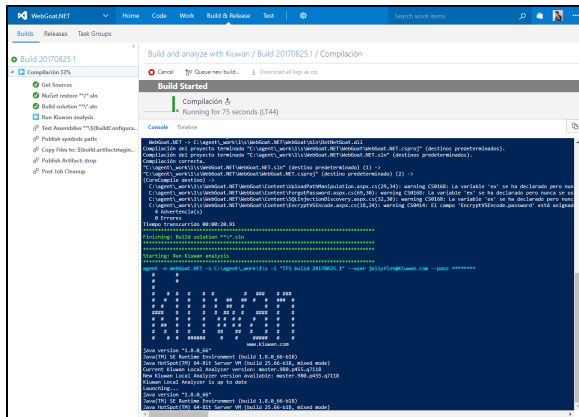 WebGoat.NET
Home
Code
Work
Build & Release
Test
Search work items
Builds
Releases
Task Groups
Build 20170825.1
Compilación 33%
Get Sources
NuGet restore **/*.sln
Build solution **\*.sln
Run Kiuwan analysis
Test Assemblies **\$(BuildConfigura...
Publish symbols path
Copy Files to: $(build.artifactstagin...
Publish Artifact: drop
Post Job Cleanup
Build and analyze with Kiuwan / Build 20170825.1 / Compilación
Cancel
Queue new build...
Download all logs as zip
Build Started
Compilación
Running for 75 seconds (LT44)
Console
Timeline
WebGoat.NET -> C:\agent\_work\1\s\WebGoat\WebGoat\bin\DotNetGoat.dll
Compilación del proyecto terminada "C:\agent\_work\1\s\WebGoat.NET\WebGoat\WebGoat.NET.csproj" (destinos predeterminados).
Compilación del proyecto terminada "C:\agent\_work\1\s\WebGoat.NET\WebGoat.NET.sln" (destinos predeterminados).
Compilación correcta.
"C:\agent\_work\1\s\WebGoat.NET\WebGoat.NET.sln" (destino predeterminado) (1) ->
"C:\agent\_work\1\s\WebGoat.NET\WebGoat\WebGoat.NET.csproj" (destino predeterminado) (2) ->
(CoreCompile destino) ->
C:\agent\_work\1\s\WebGoat.NET\WebGoat\Content\UploadPathManipulation.aspx.cs(29,34): warning CS0168: La variable 'ex' se ha declarado pero nun
C:\agent\_work\1\s\WebGoat.NET\WebGoat\Content\ForgotPassword.aspx.cs(69,30): warning CS0168: La variable 'ex' se ha declarado pero nunca se us
C:\agent\_work\1\s\WebGoat.NET\WebGoat\Content\SQLInjectionDiscovery.aspx.cs(32,30): warning CS0168: La variable 'ex' se ha declarado pero nunc
C:\agent\_work\1\s\WebGoat.NET\WebGoat\Content\EncryptVSEncode.aspx.cs(18,24): warning CS0414: El campo 'EncryptVSEncode.password' está asignad
4 Advertencia(s)
0 Errores
Tiempo transcurrido 00:00:20.91
Finishing: Build solution **\*.sln
Starting: Run Kiuwan analysis
agent -n WebGoat.NET -s C:\agent\_work\1\s -l "TFS build 20170825.1" --user jellyfish@kiuwan.com --pass ********
www.kiuwan.com
java version "1.8.0_66"
Java(TM) SE Runtime Environment (build 1.8.0_66-b18)
Java HotSpot(TM) 64-Bit Server VM (build 25.66-b18, mixed mode)
Current Kiuwan Local Analyzer version: master.980.p455.q7118
New Kiuwan Local Analyzer version available: master.980.p455.q7118
Kiuwan Local Analyzer is up to date
Launching...
java version "1.8.0_66"
Java(TM) SE Runtime Environment (build 1.8.0_66-b18)
Java HotSpot(TM) 64-Bit Server VM (build 25.66-b18, mixed mode)